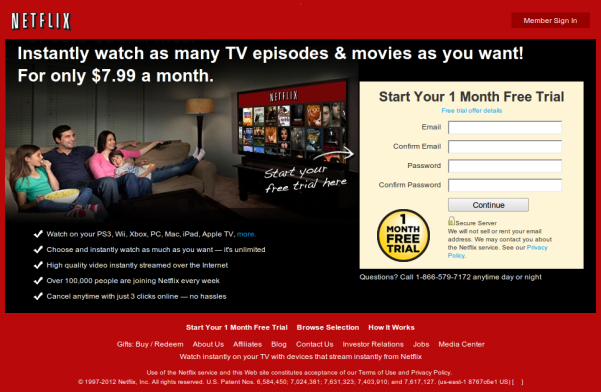 NETFLIX
Member Sign In
Instantly watch as many TV episodes & movies as you want!
For only $7.99 a month.
NETFLIX
Start your
free trial here
Start Your 1 Month Free Trial
Free trial offer details
Email
Confirm Email
Password
Confirm Password
Continue
1
MONTH
FREE
TRIAL
Secure Server
We will not sell or rent your email
address. We may contact you about
the Netflix service. See our Privacy
Policy.
Watch on your PS3, Wii, Xbox, PC, Mac, iPad, Apple TV, more.
Choose and instantly watch as much as you want — it's unlimited
High quality video instantly streamed over the Internet
Over 100,000 people are joining Netflix every week
Cancel anytime with just 3 clicks online — no hassles
Questions? Call 1-866-579-7172 anytime day or night
Start Your 1 Month Free Trial Browse Selection How It Works
Gifts: Buy / Redeem About Us Affiliates Blog Contact Us Investor Relations Jobs Media Center
Watch instantly on your TV with devices that stream instantly from Netflix
Use of the Netflix service and this Web site constitutes acceptance of our Terms of Use and Privacy Policy.
© 1997-2012 Netflix, Inc. All rights reserved. U.S. Patent Nos. 6,584,450; 7,024,381; 7,631,323; 7,403,910; and 7,617,127. (us-east-1 8767c6e1 US) [ ]